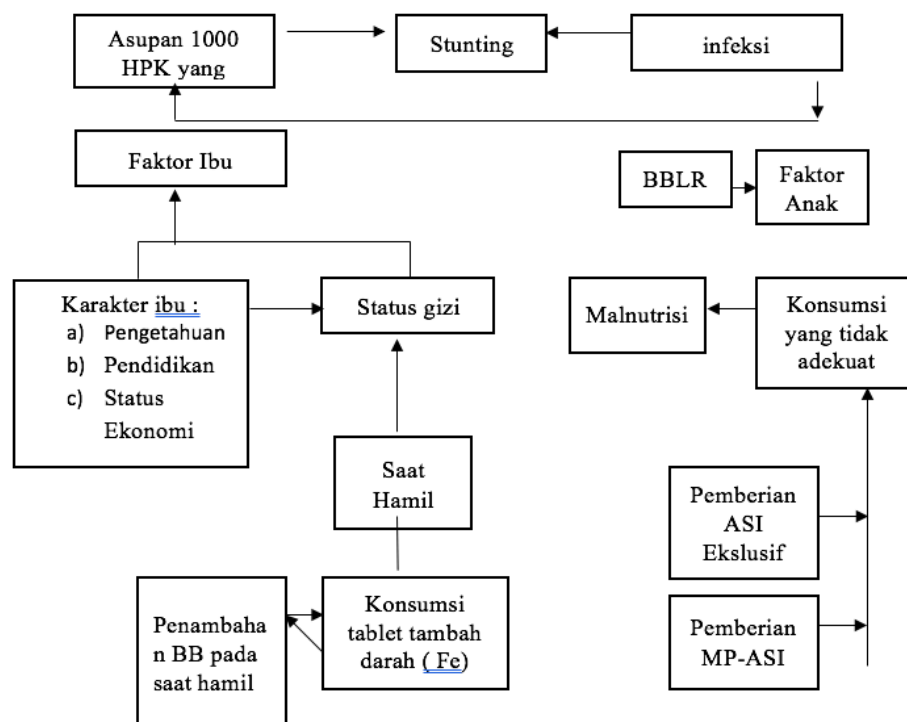 Asupan 1000
HPK yang
Stunting
infeksi
Faktor Ibu
BBLR
Faktor
Anak
Karakter ibu :
a) Pengetahuan
b) Pendidikan
c) Status
Ekonomi
Status gizi
Malnutrisi
Konsumsi
yang tidak
adekuat
Saat
Hamil
Pemberian
ASI
Ekslusif
Penambaha
n BB pada
saat hamil
Konsumsi
tablet tambah
darah ( Fe)
Pemberian
MP-ASI